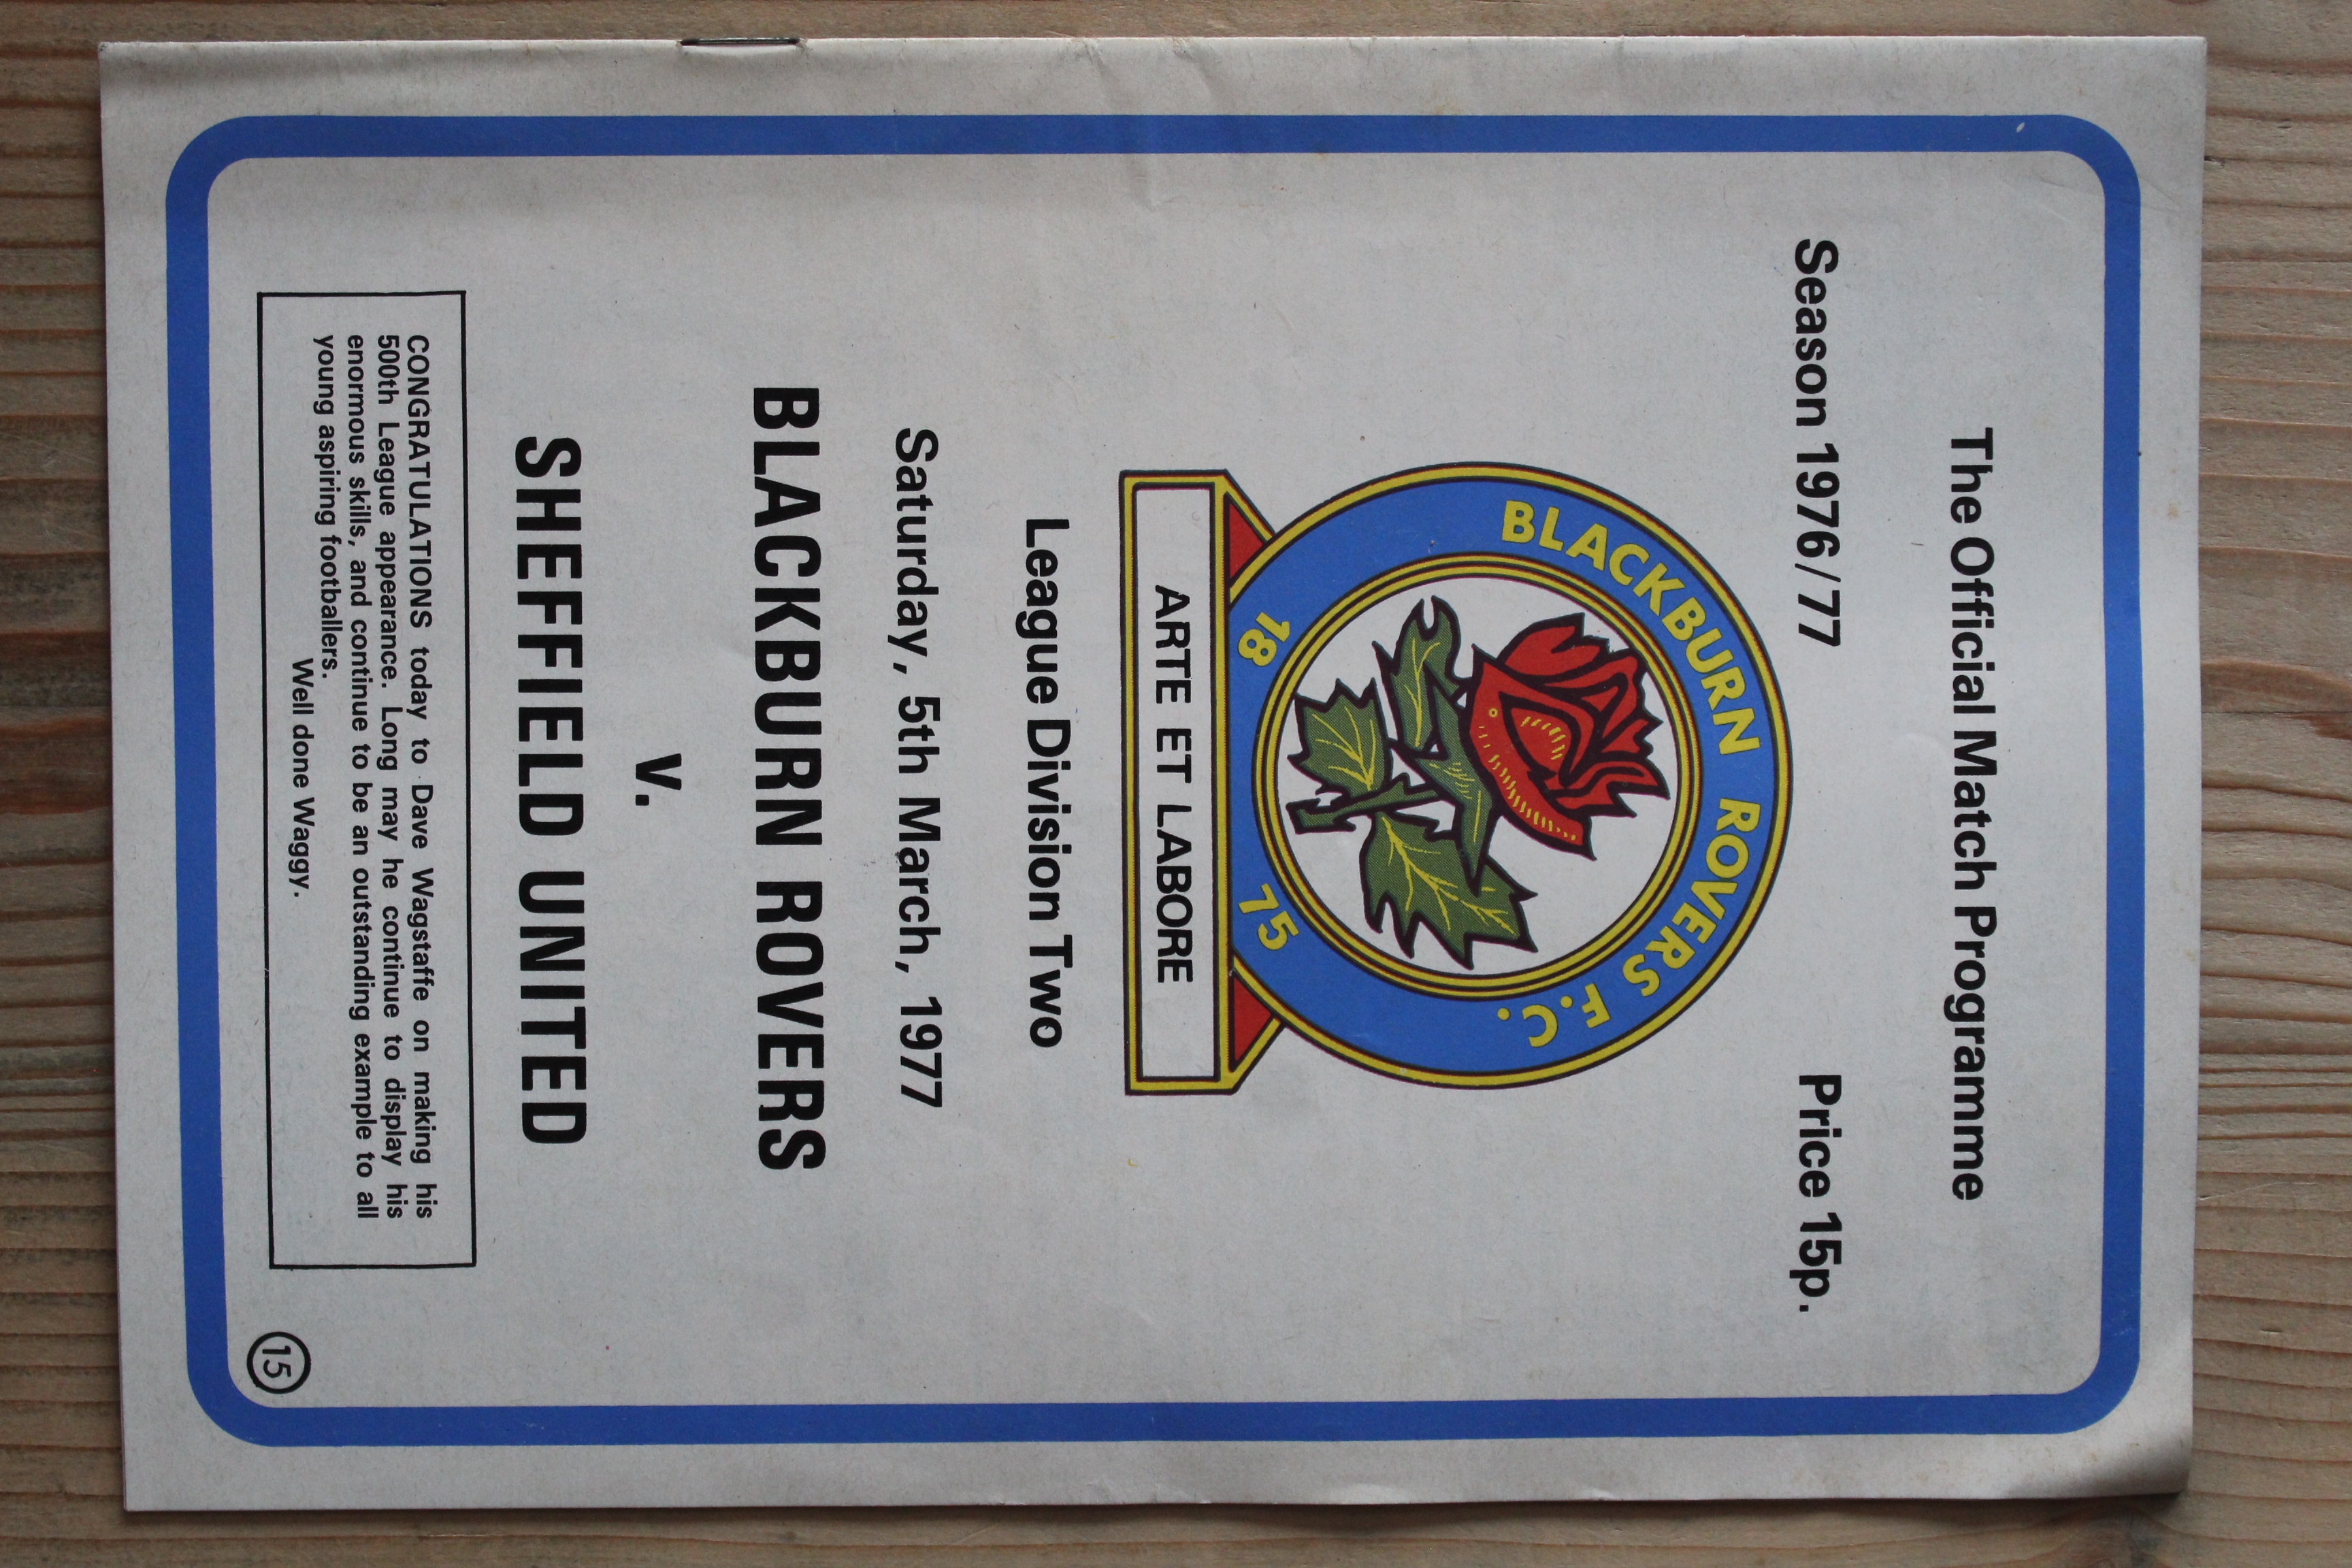 The Official Match Programme
Season 1976/77 Price 15p.
BLACKBURN ROVERS F.C.
18 75
ARTE ET LABORE
League Division Two
Saturday, 5th March, 1977
BLACKBURN ROVERS
v.
SHEFFIELD UNITED
CONGRATULATIONS today to Dave Wagstaffe on making his
500th League appearance. Long may he continue to display his
enormous skills, and continue to be an outstanding example to all
young aspiring footballers.
Well done Waggy.
15